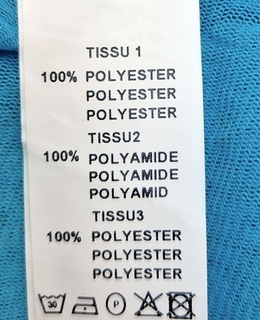 TISSU 1
100% POLYESTER
POLYESTER
POLYESTER
TISSU2
100% POLYAMIDE
POLYAMIDE
POLYAMID
TISSU3
100% POLYESTER
POLYESTER
POLYESTER
30 P